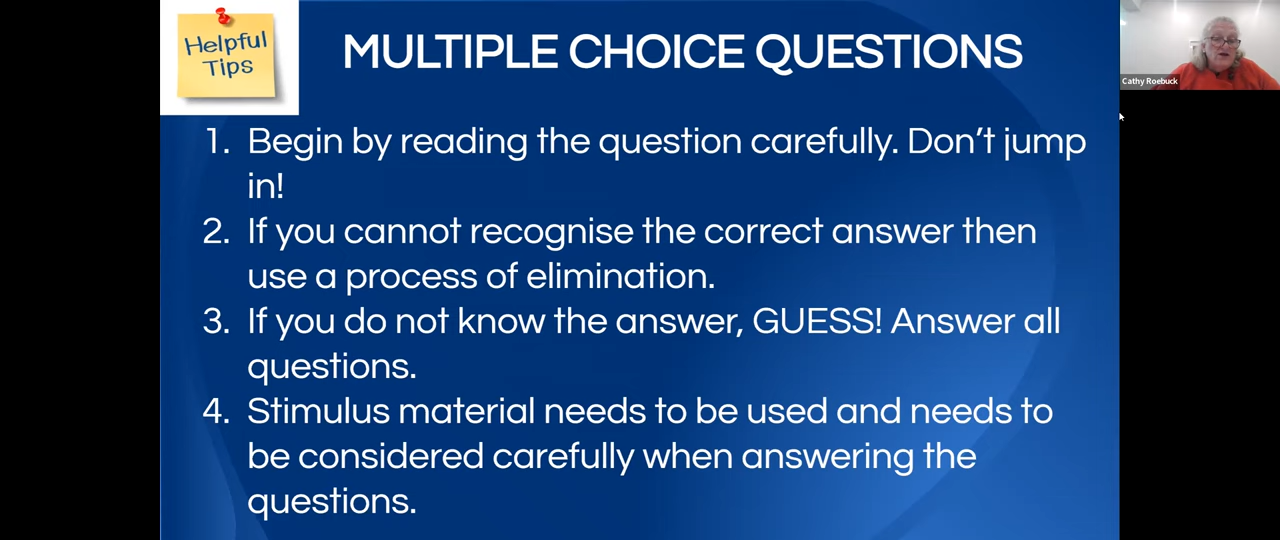 Helpful
Tips
MULTIPLE CHOICE QUESTIONS
Cathy Roebuck
1. Begin by reading the question carefully. Don’t jump
in!
2. If you cannot recognise the correct answer then
use a process of elimination.
3. If you do not know the answer, GUESS! Answer all
questions.
4. Stimulus material needs to be used and needs to
be considered carefully when answering the
questions.